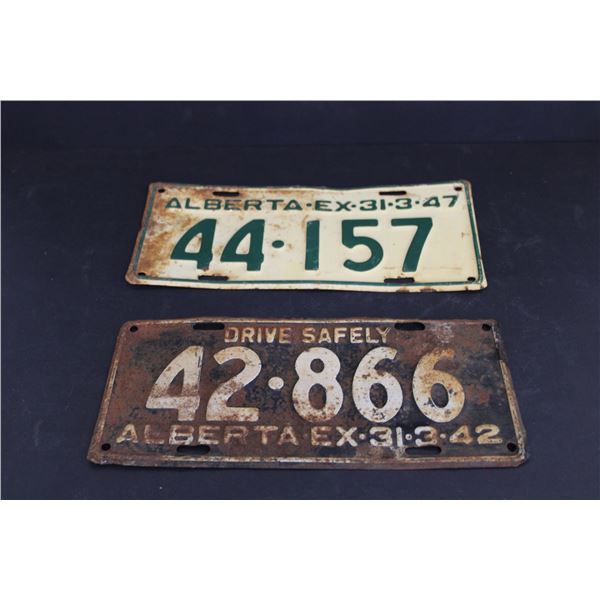 ALBERTA·EX·31·3·47
44·157
DRIVE SAFELY
42·866
ALBERTA·EX·31·3·42